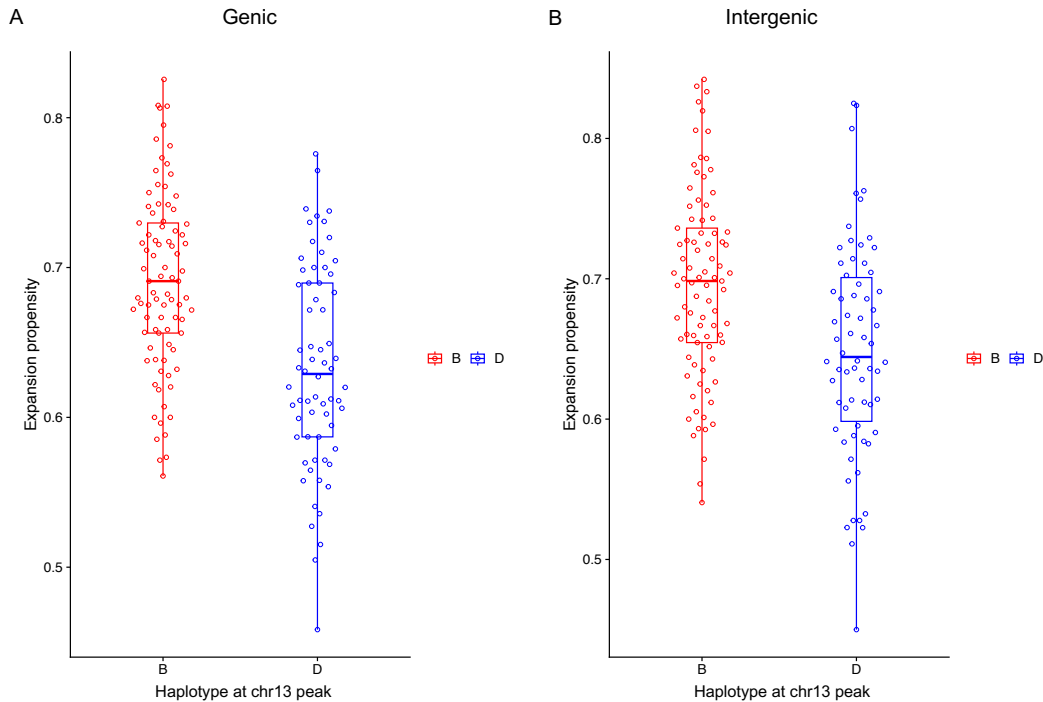 A
Genic
0.8
0.7
0.6
0.5
Expansion propensity
B
D
Haplotype at chr13 peak
B D
B
Intergenic
0.8
0.7
0.6
0.5
Expansion propensity
B
D
Haplotype at chr13 peak
B D